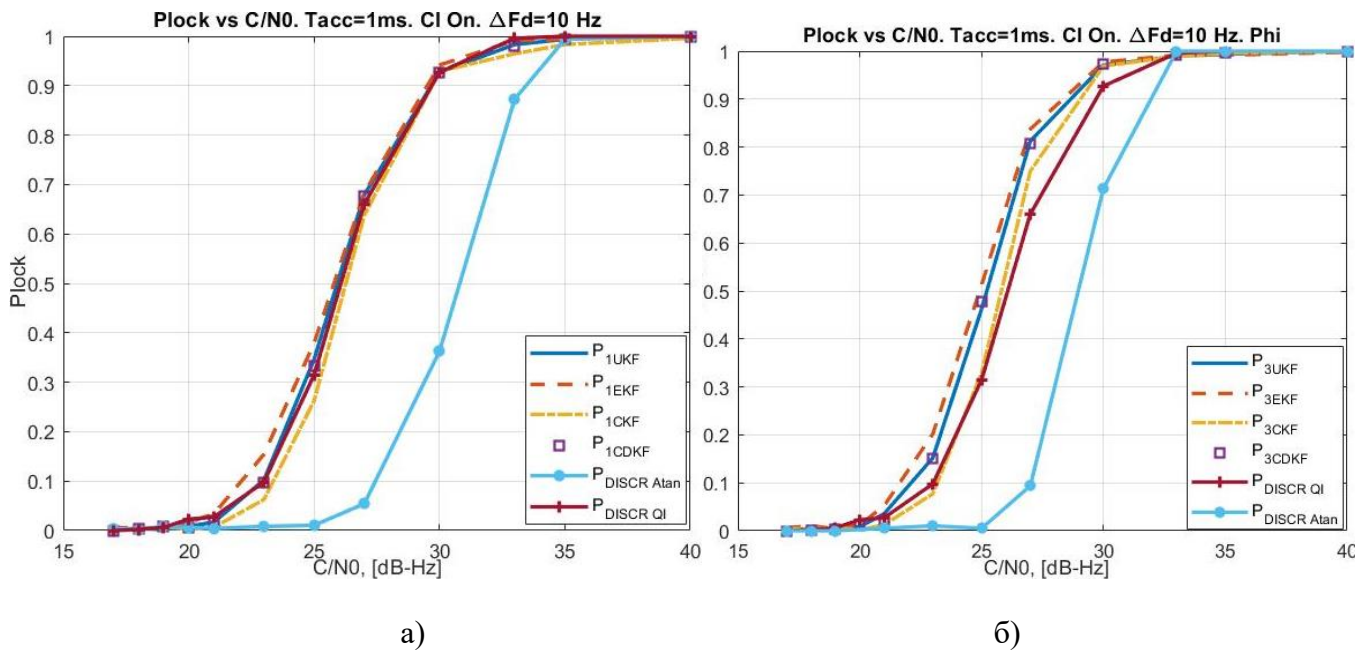 Plock vs C/N0. Tacc=1ms. CI On. △Fd=10 Hz
1
0.9
0.8
0.7
0.6
0.5
0.4
0.3
0.2
0.1
0
Plock
15
20
25
30
35
40
C/N0, [dB-Hz]
P1UKF
P1EKF
P1CKF
P1CDKF
PDISCR Atan
PDISCR QI
а)
Plock vs C/N0. Tacc=1ms. CI On. △Fd=10 Hz. Phi
1
0.9
0.8
0.7
0.6
0.5
0.4
0.3
0.2
0.1
0
15
20
25
30
35
40
C/N0, [dB-Hz]
P3UKF
P3EKF
P3CKF
P3CDKF
PDISCR QI
PDISCR Atan
б)